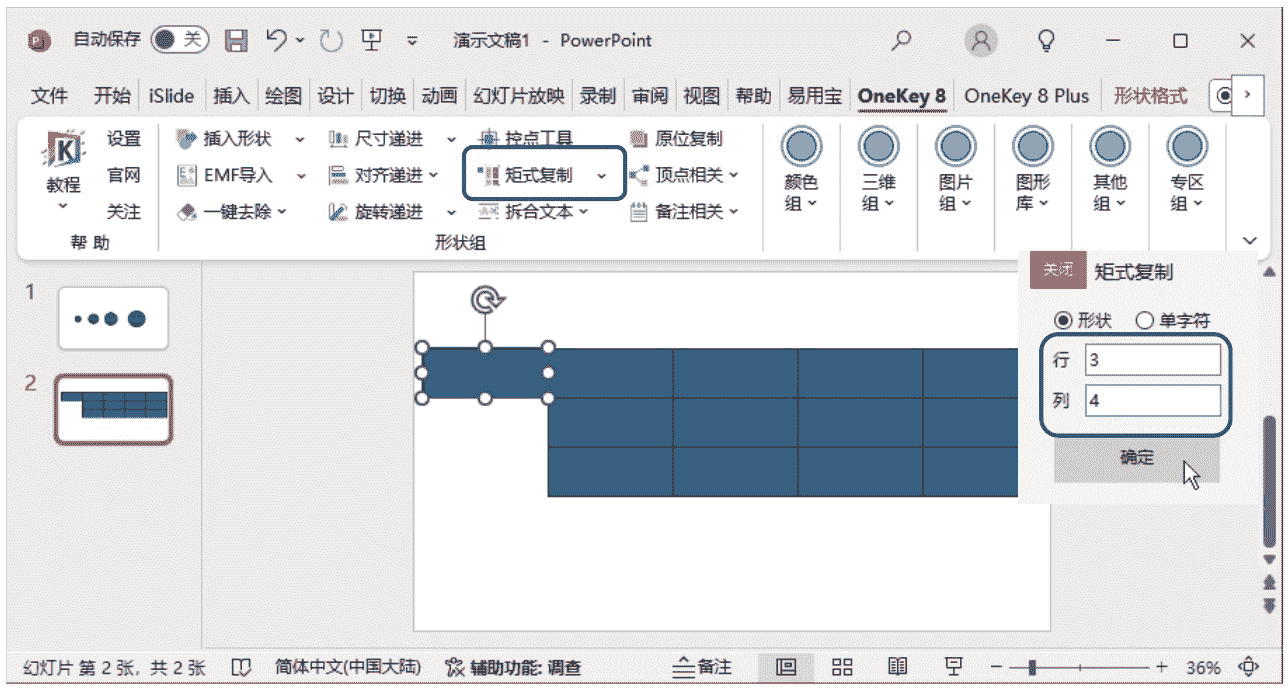 自动保存 关 演示文稿1 - PowerPoint
文件 开始 iSlide 插入 绘图 设计 切换 动画 幻灯片放映 录制 审阅 视图 帮助 易用宝 OneKey 8 OneKey 8 Plus 形状格式
设置 插入形状 尺寸递进 控点工具 原位复制
教程 官网 EMF导入 对齐递进 矩式复制 顶点相关 颜色组 三维组 图片组 图形库 其他组 专区组
关注 一键去除 旋转递进 拆合文本 备注相关
帮助 形状组
关闭 矩式复制
形状 单字符
行 3
列 4
确定
1
2
幻灯片 第 2 张，共 2 张 简体中文(中国大陆) 辅助功能: 调查 备注 36%